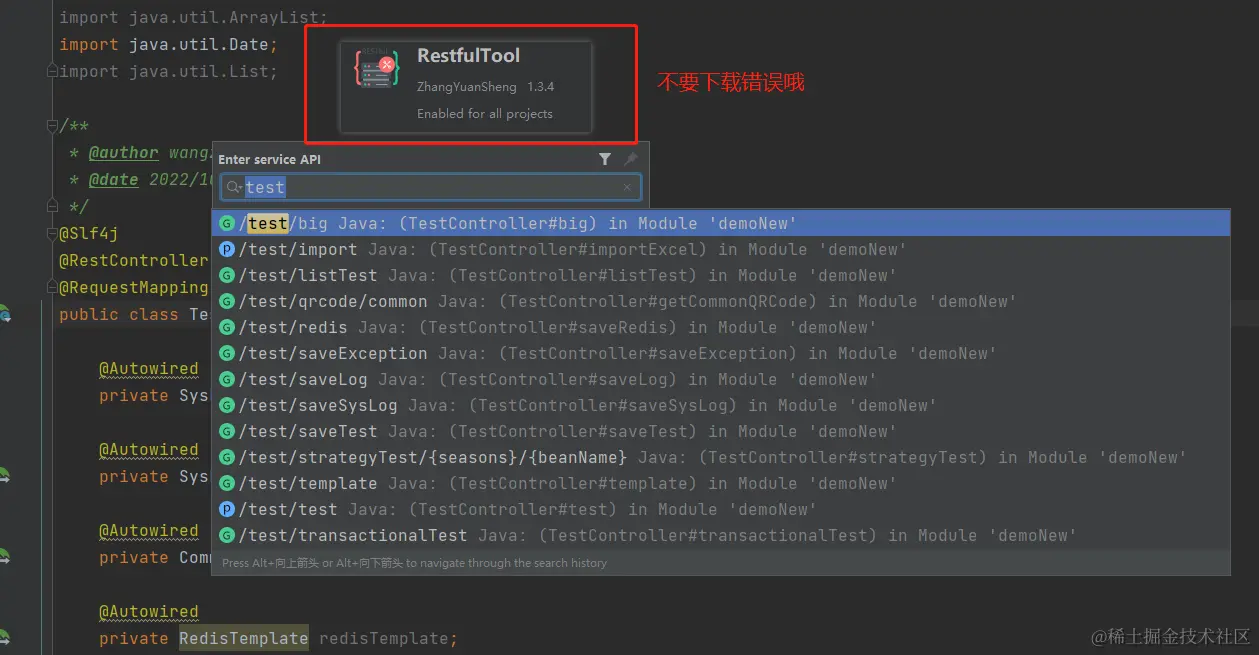 import java.util.ArrayList;
import java.util.Date;
import java.util.List;
RestfulTool
ZhangYuanSheng 1.3.4
Enabled for all projects
不要下载错误哦
/**
* @author wang
* @date 2022/1
*/
@Slf4j
@RestController
@RequestMapping
public class Te
@Autowired
private Sys
@Autowired
private Sys
@Autowired
private Com
@Autowired
private RedisTemplate redisTemplate;
Enter service API
test
G /test/big Java: (TestController#big) in Module 'demoNew'
P /test/import Java: (TestController#importExcel) in Module 'demoNew'
G /test/listTest Java: (TestController#listTest) in Module 'demoNew'
G /test/qrcode/common Java: (TestController#getCommonQRCode) in Module 'demoNew'
G /test/redis Java: (TestController#saveRedis) in Module 'demoNew'
G /test/saveException Java: (TestController#saveException) in Module 'demoNew'
G /test/saveLog Java: (TestController#saveLog) in Module 'demoNew'
G /test/saveSysLog Java: (TestController#saveSysLog) in Module 'demoNew'
G /test/saveTest Java: (TestController#saveTest) in Module 'demoNew'
G /test/strategyTest/{seasons}/{beanName} Java: (TestController#strategyTest) in Module 'demoNew'
G /test/template Java: (TestController#template) in Module 'demoNew'
P /test/test Java: (TestController#test) in Module 'demoNew'
G /test/transactionalTest Java: (TestController#transactionalTest) in Module 'demoNew'
Press Alt+向上箭头 or Alt+向下箭头 to navigate through the search history
@稀土掘金技术社区